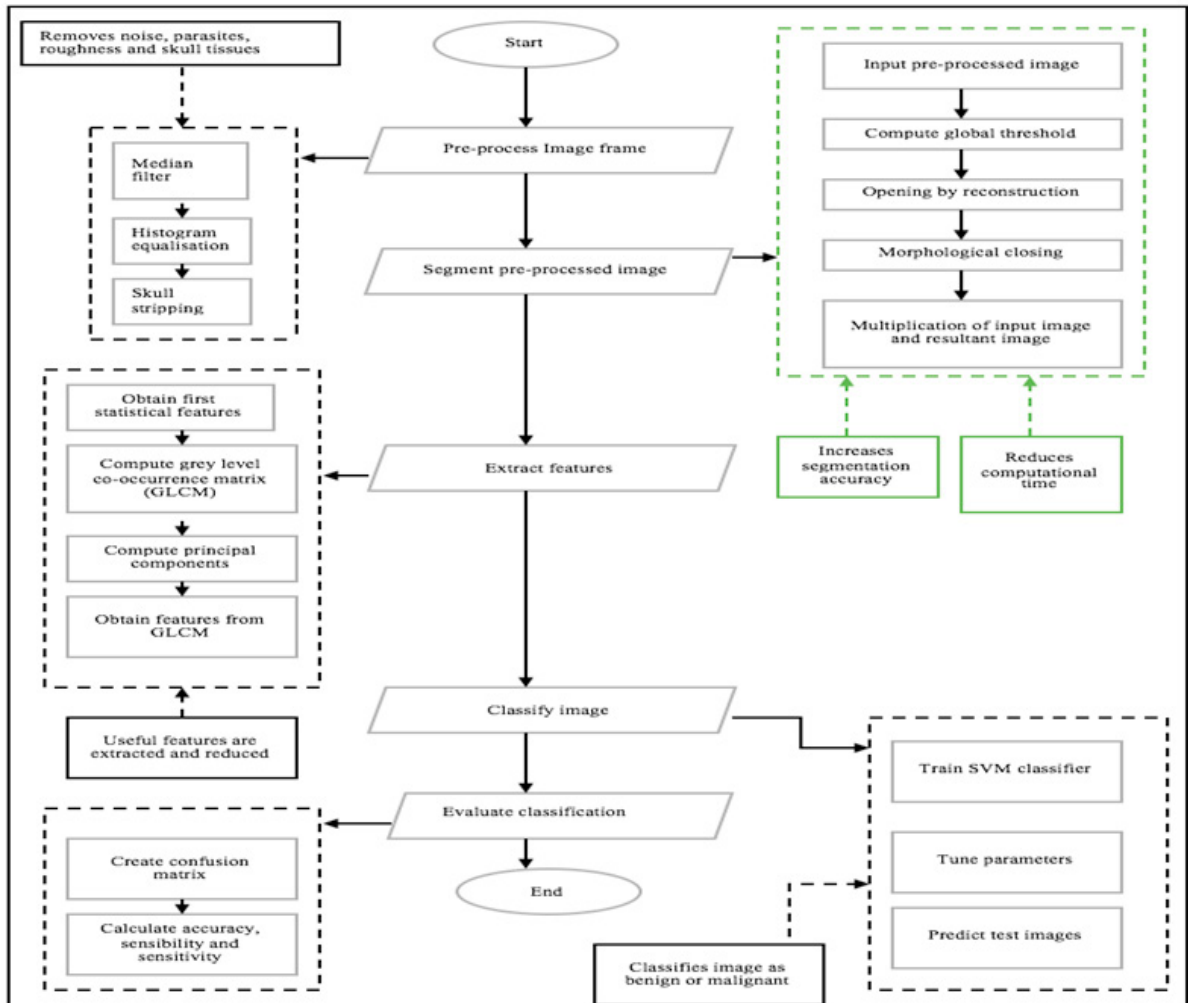 Removes noise, parasites,
roughness and skull tissues
Start
Input pre-processed image
Pre-process Image frame
Compute global threshold
Median
filter
Opening by reconstruction
Histogram
equalisation
Segment pre-processed image
Morphological closing
Skull
stripping
Multiplication of input image
and resultant image
Obtain first
statistical features
Extract features
Increases
segmentation
accuracy
Reduces
computational
time
Compute grey level
co-occurrence matrix
(GLCM)
Compute principal
components
Obtain features from
GLCM
Classify image
Useful features are
extracted and reduced
Train SVM classifier
Evaluate classification
Create confusion
matrix
Tune parameters
End
Calculate accuracy,
sensibility and
sensitivity
Predict test images
Classifies image as
benign or malignant